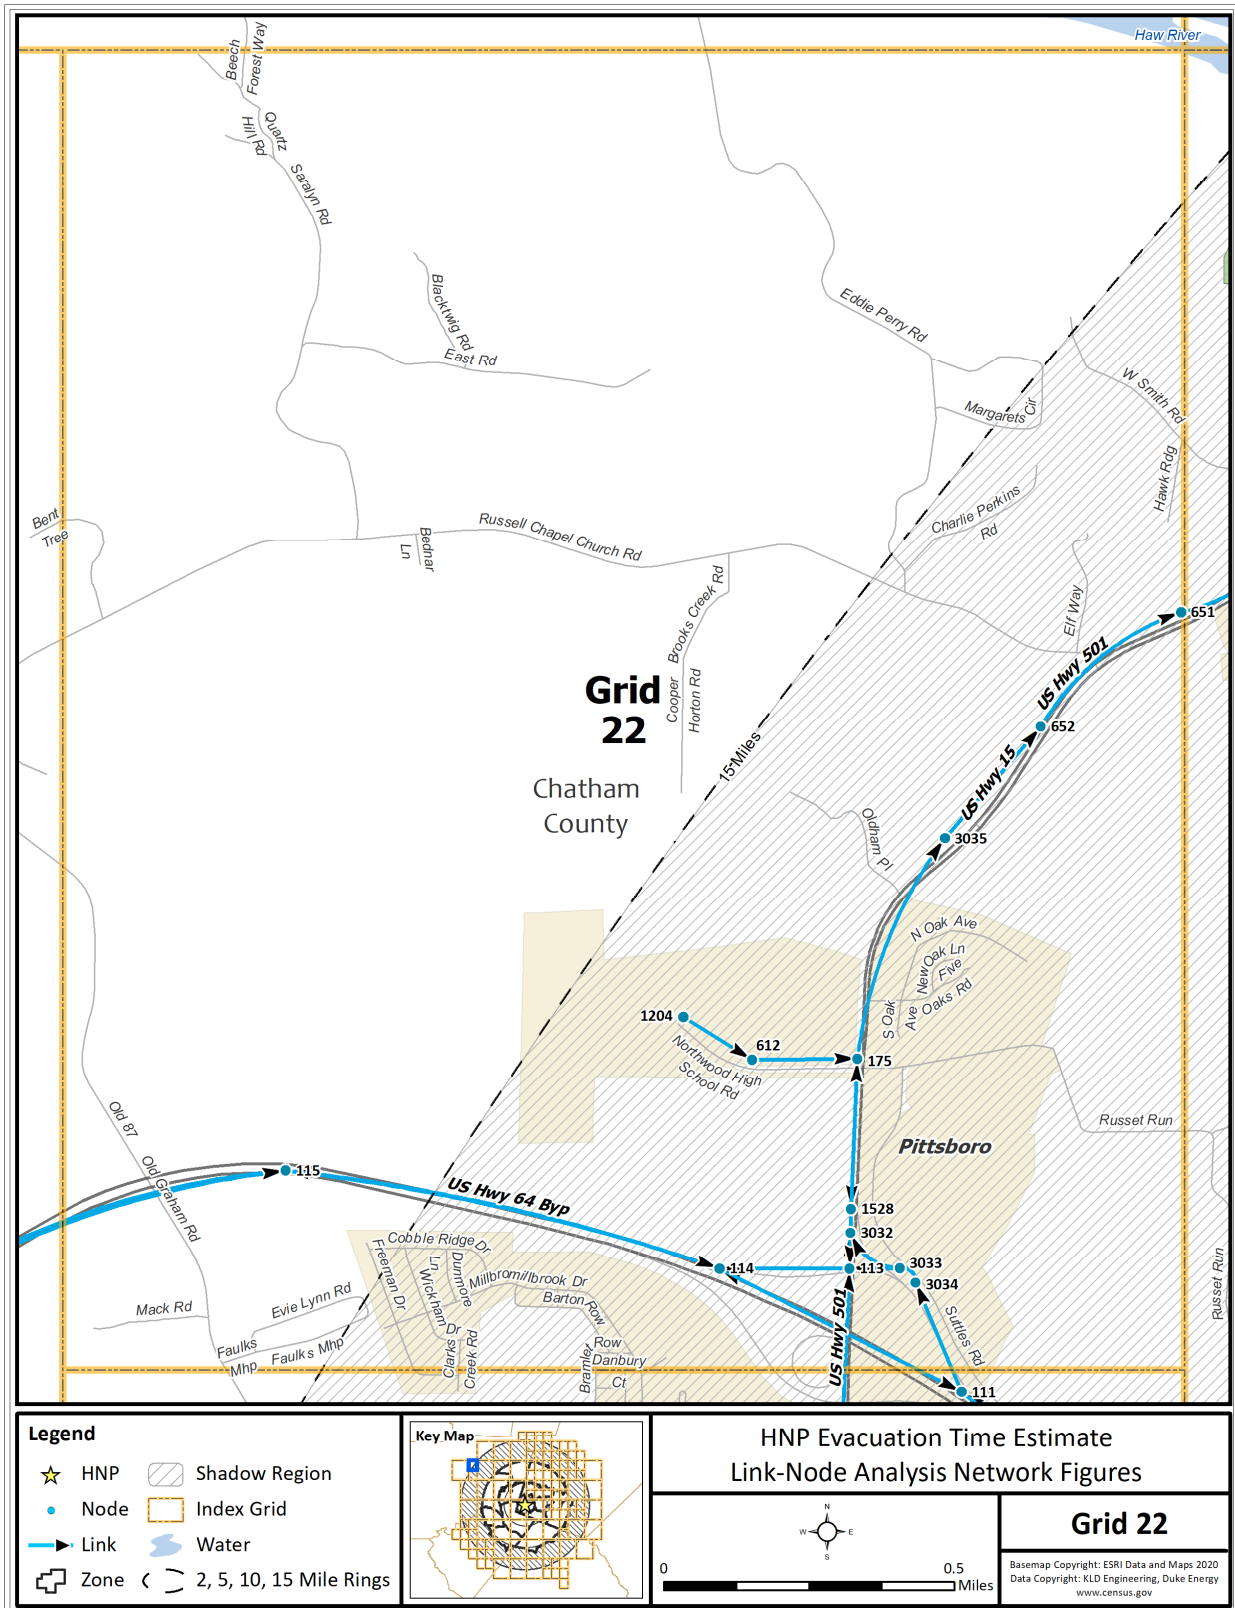 Haw River
Beech
Forest Way
Quartz
Hill Rd
Saralyn Rd
Blacktwig Rd
East Rd
Eddie Perry Rd
Margarets Cir
W Smith Rd
Hawk Rdg
Charlie Perkins
Rd
Bent
Tree
Bednar
Ln
Russell Chapel Church Rd
Brooks Creek Rd
Cooper
Horton Rd
Elf Way
651
US Hwy 501
Grid
22
652
15 Miles
US Hwy 15
Chatham
County
Oldham Pl
3035
N Oak Ave
New Oak Ln
Five
Oaks Rd
S Oak
Ave
1204
612
175
Northwood High
School Rd
Old 87
Russet Run
Pittsboro
Old Graham Rd
115
US Hwy 64 Byp
1528
3032
Cobble Ridge Dr
114
113
3033
3034
Freeman Dr
Ln
Wickham
Dunmore
Dr
Millbromillbrook Dr
Barton Row
US Hwy 501
Suttles Rd
Russet Run
Mack Rd
Evie Lynn Rd
Faulks
Mhp
Faulks Mhp
Clarks
Creek Rd
Bramler
Row
Danbury
Ct
111
Legend
HNP
Shadow Region
Node
Index Grid
Link
Water
Zone
2, 5, 10, 15 Mile Rings
Key Map
HNP Evacuation Time Estimate
Link-Node Analysis Network Figures
N
W
E
S
0
0.5
Miles
Grid 22
Basemap Copyright: ESRI Data and Maps 2020
Data Copyright: KLD Engineering, Duke Energy
www.census.gov